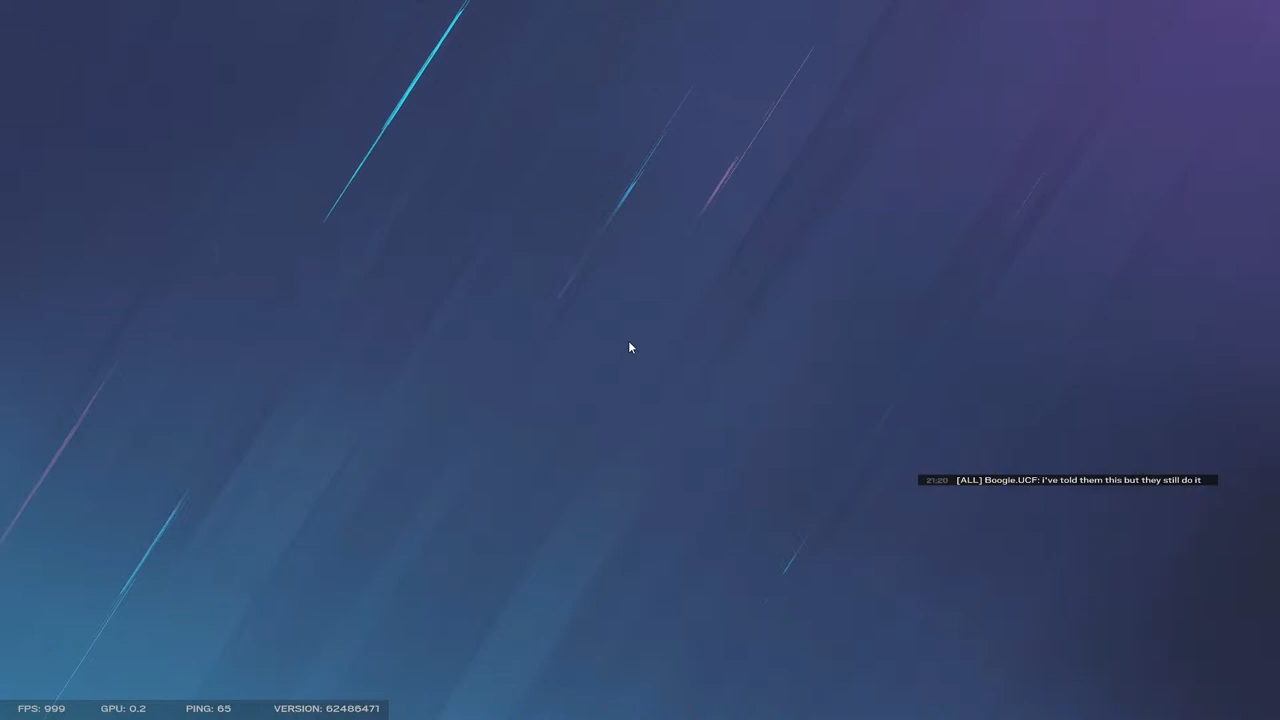 21:20 [ALL] Boogie.UCF: i've told them this but they still do it
FPS: 999 GPU: 0.2 PING: 65 VERSION: 62486471